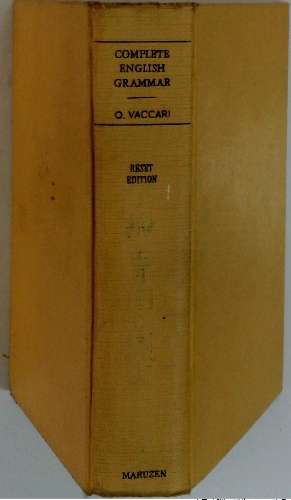 COMPLETE
ENGLISH
GRAMMAR
O. VACCARI
RESET
EDITION
MARUZEN